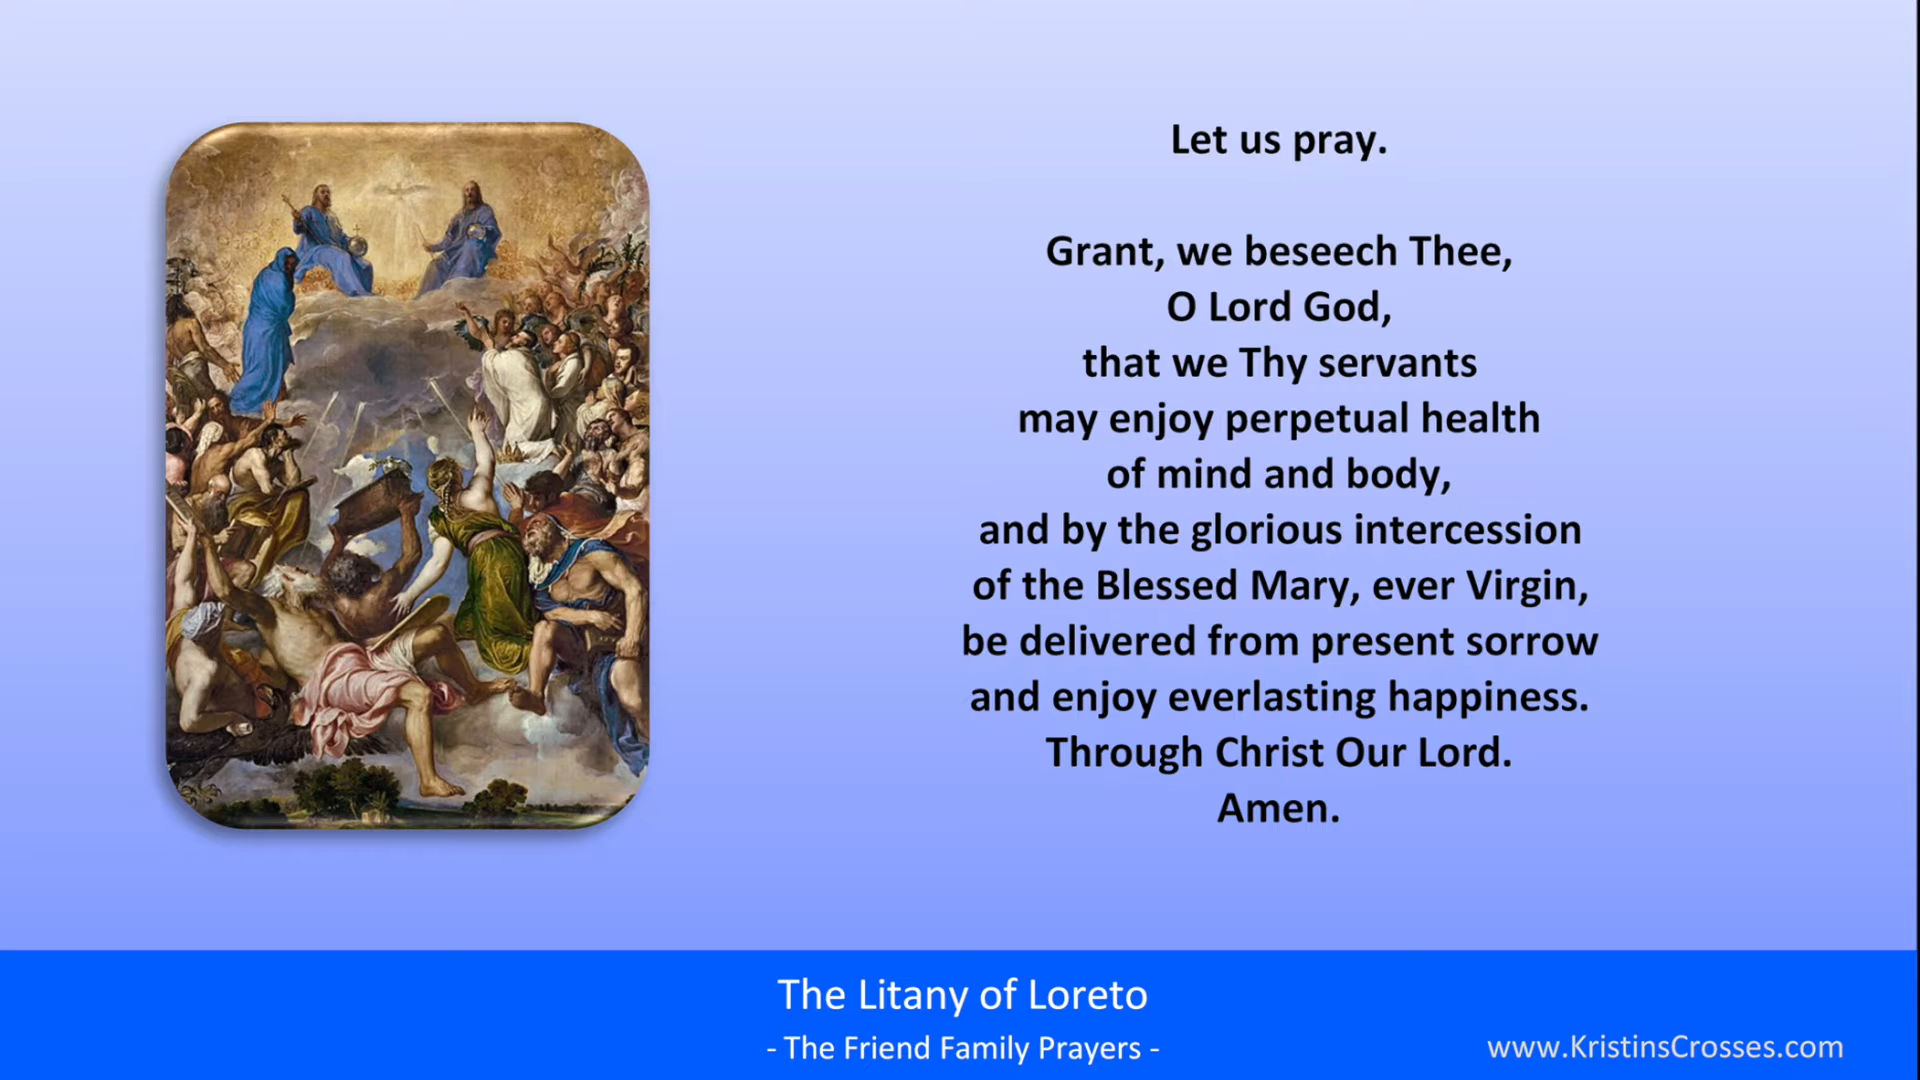 Let us pray.
Grant, we beseech Thee,
O Lord God,
that we Thy servants
may enjoy perpetual health
of mind and body,
and by the glorious intercession
of the Blessed Mary, ever Virgin,
be delivered from present sorrow
and enjoy everlasting happiness.
Through Christ Our Lord.
Amen.
The Litany of Loreto
- The Friend Family Prayers -
www.KristinsCrosses.com